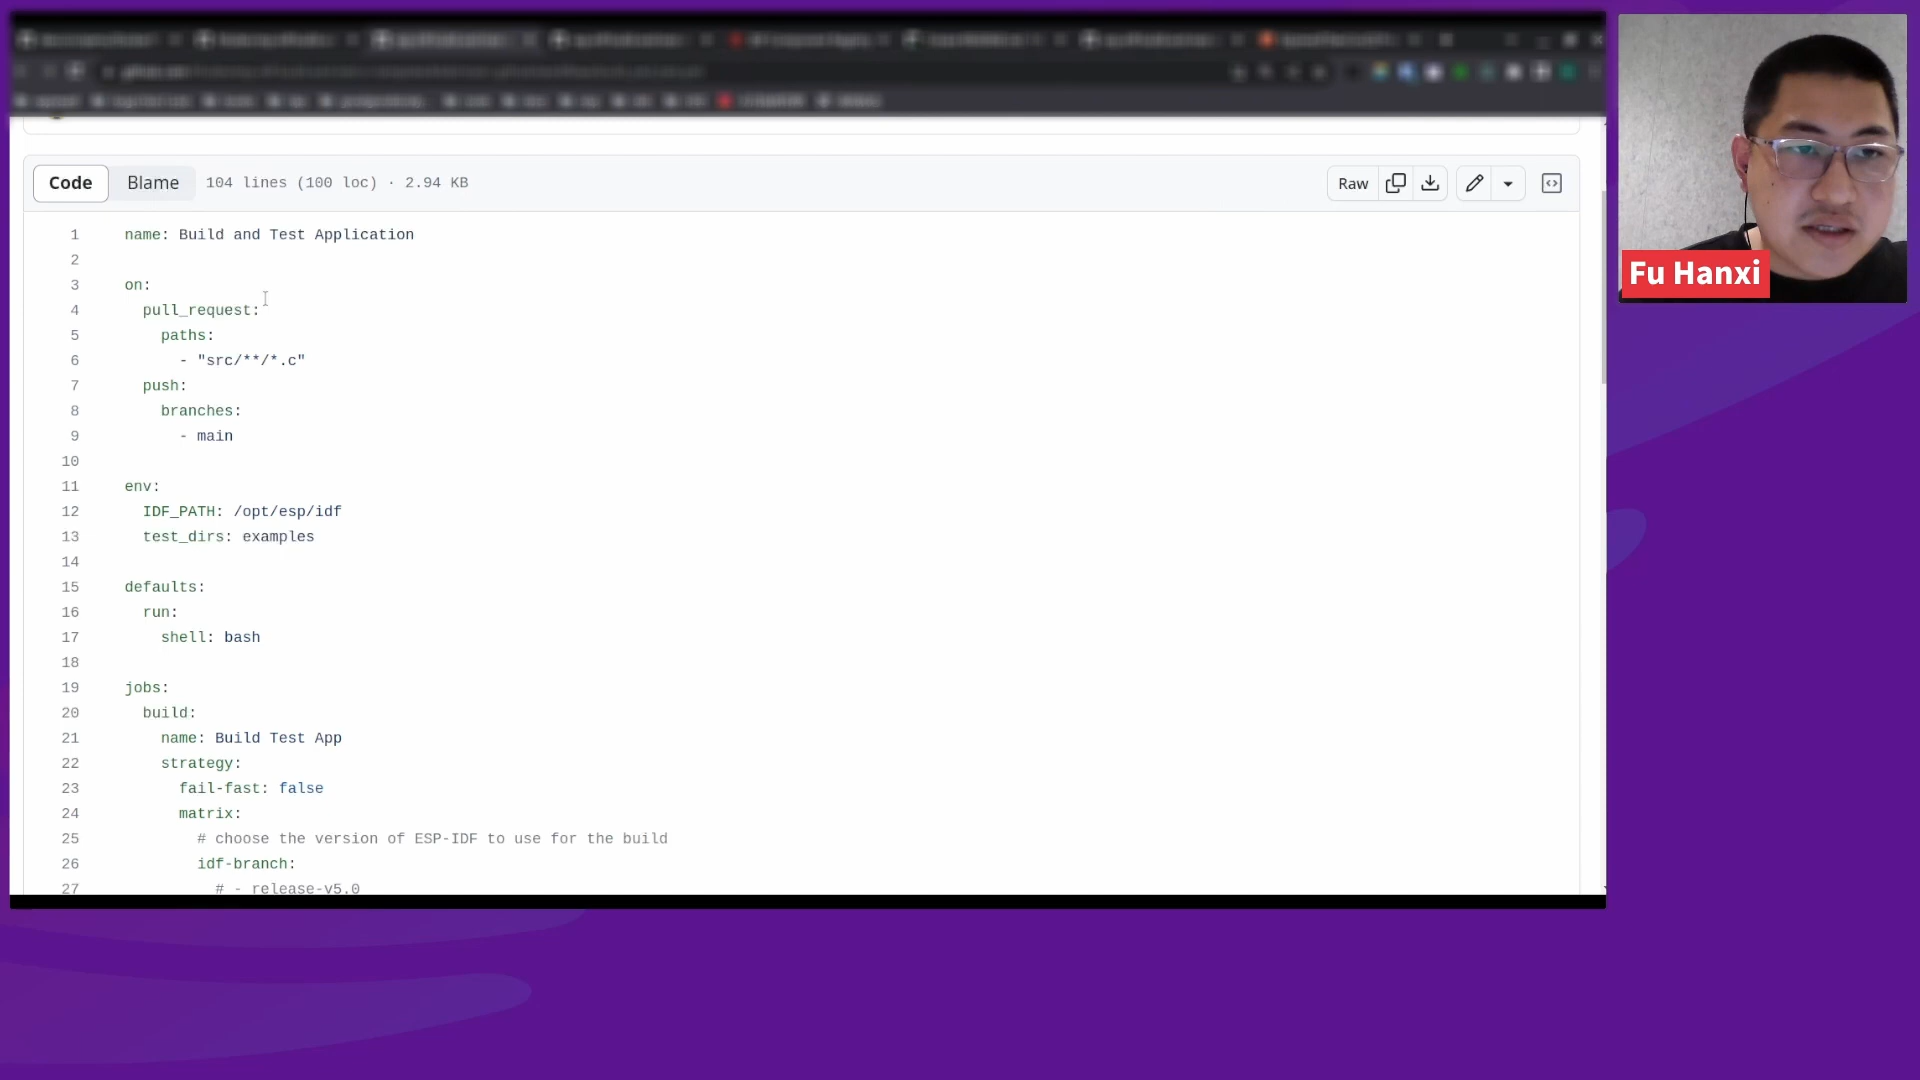 Code Blame 104 lines (100 loc) · 2.94 KB Raw
1 name: Build and Test Application
2
3 on:
4 pull_request:
5 paths:
6 - "src/**/*.c"
7 push:
8 branches:
9 - main
10
11 env:
12 IDF_PATH: /opt/esp/idf
13 test_dirs: examples
14
15 defaults:
16 run:
17 shell: bash
18
19 jobs:
20 build:
21 name: Build Test App
22 strategy:
23 fail-fast: false
24 matrix:
25 # choose the version of ESP-IDF to use for the build
26 idf-branch:
27 # - release-v5.0
Fu Hanxi